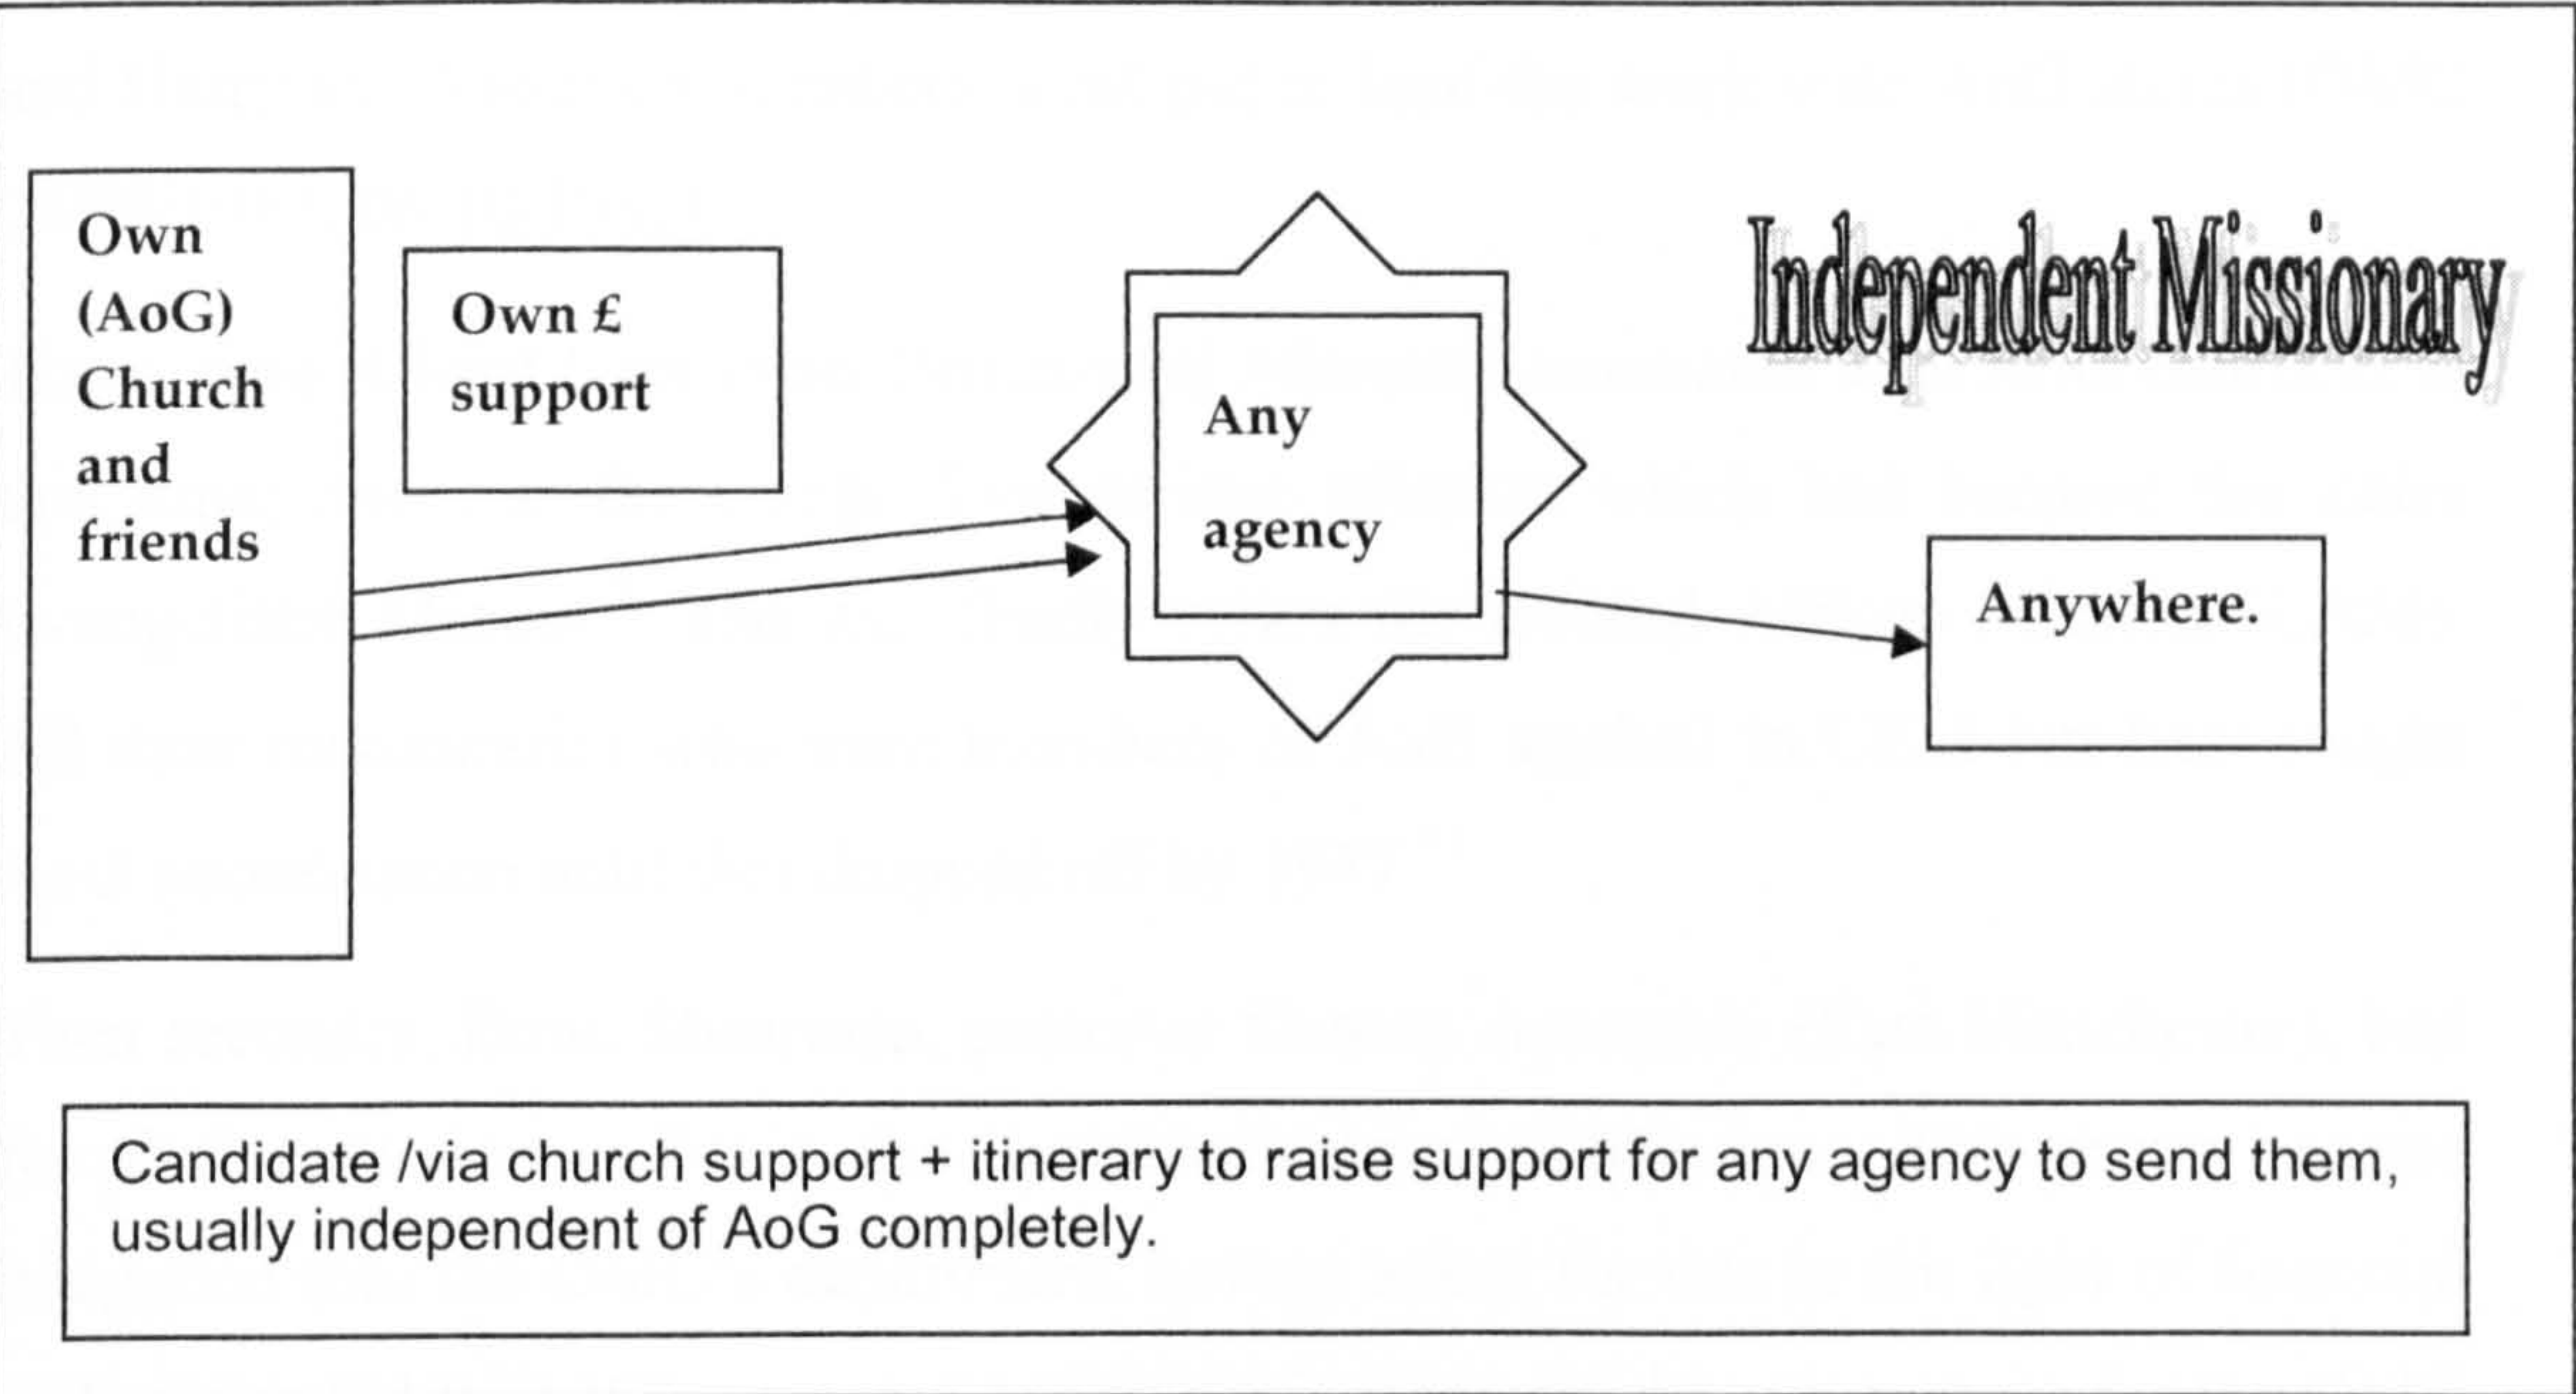 Own
(AoG)
Church
and
friends
Own £
support
Any
agency
Independent Missionary
Anywhere.
Candidate /via church support + itinerary to raise support for any agency to send them,
usually independent of AoG completely.